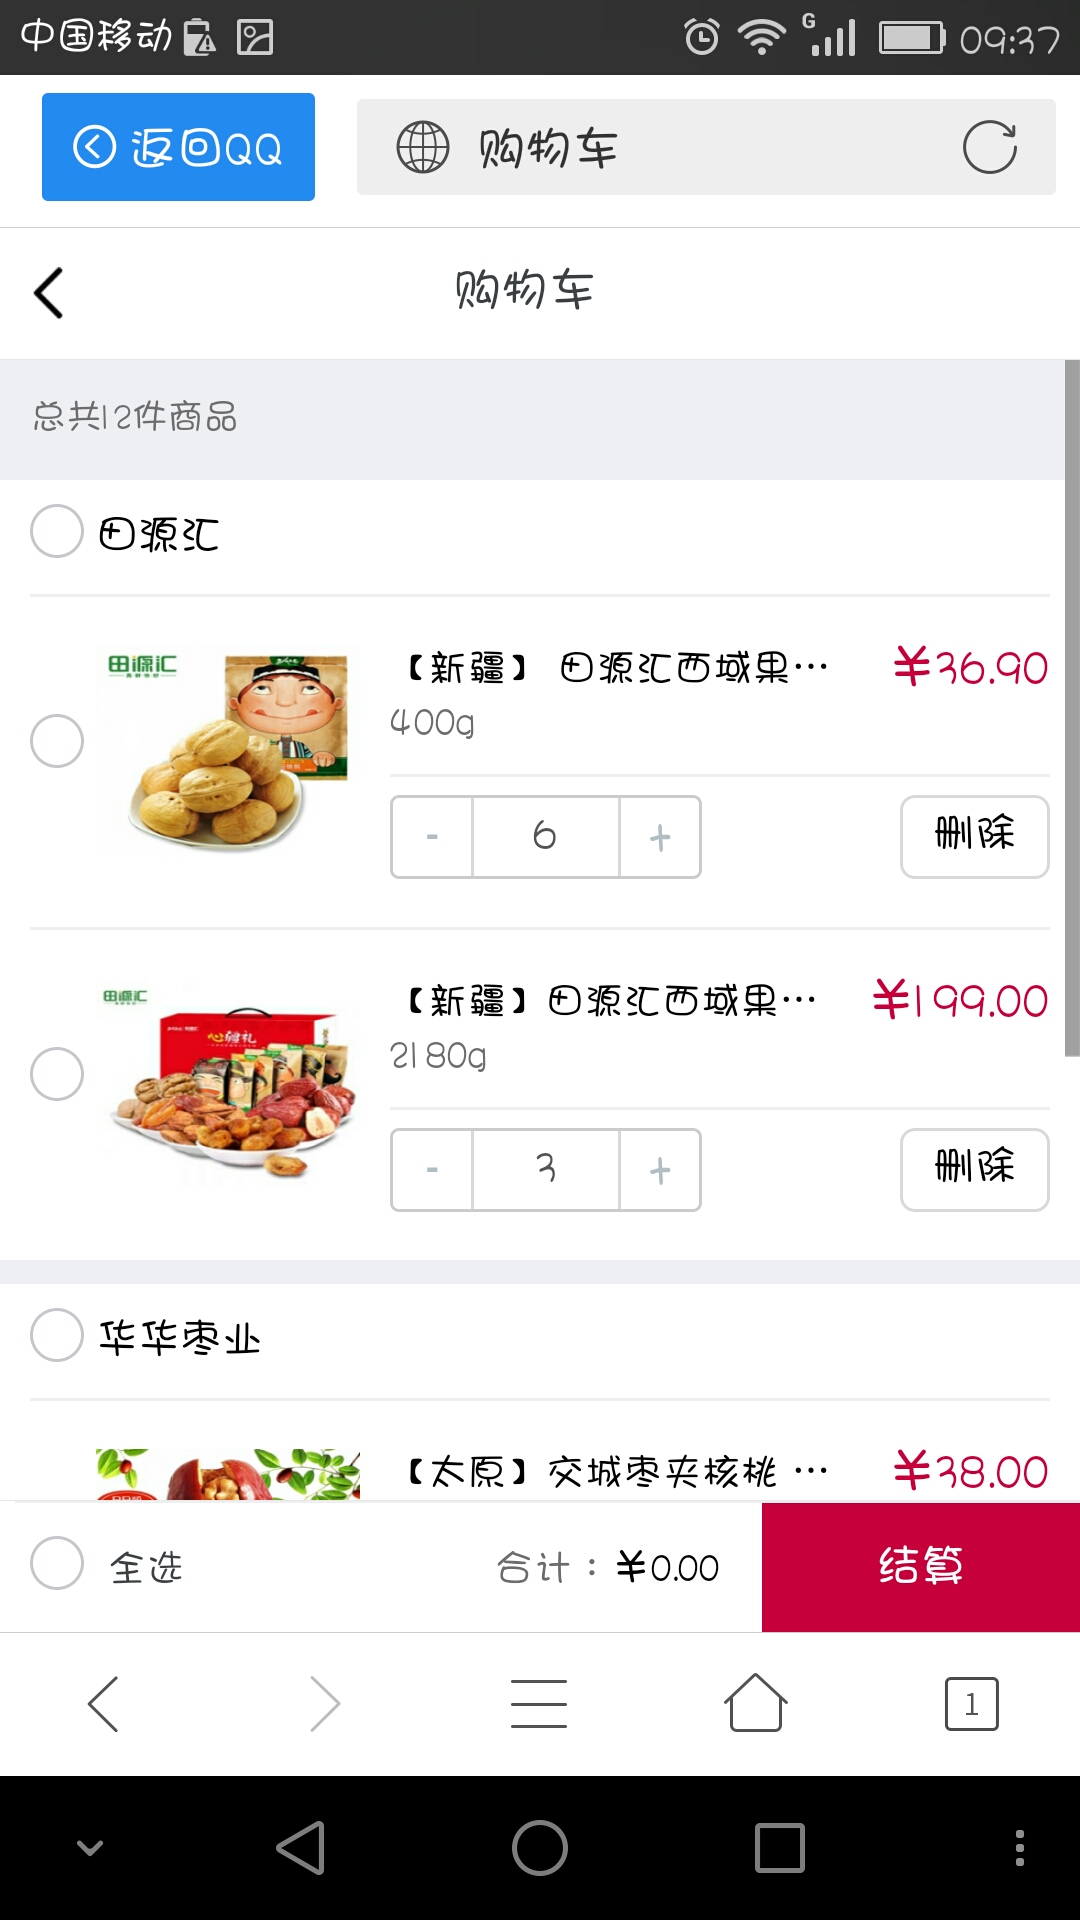 中国移动 G 09:37
返回QQ 购物车
购物车
总共12件商品
田源汇
田源汇
【新疆】 田源汇西域果… ¥36.90
400g
- 6 + 删除
田源汇
心疆礼
【新疆】田源汇西域果… ¥199.00
2180g
- 3 + 删除
华华枣业
【太原】交城枣夹核桃 … ¥38.00
全选 合计：¥0.00 结算
1